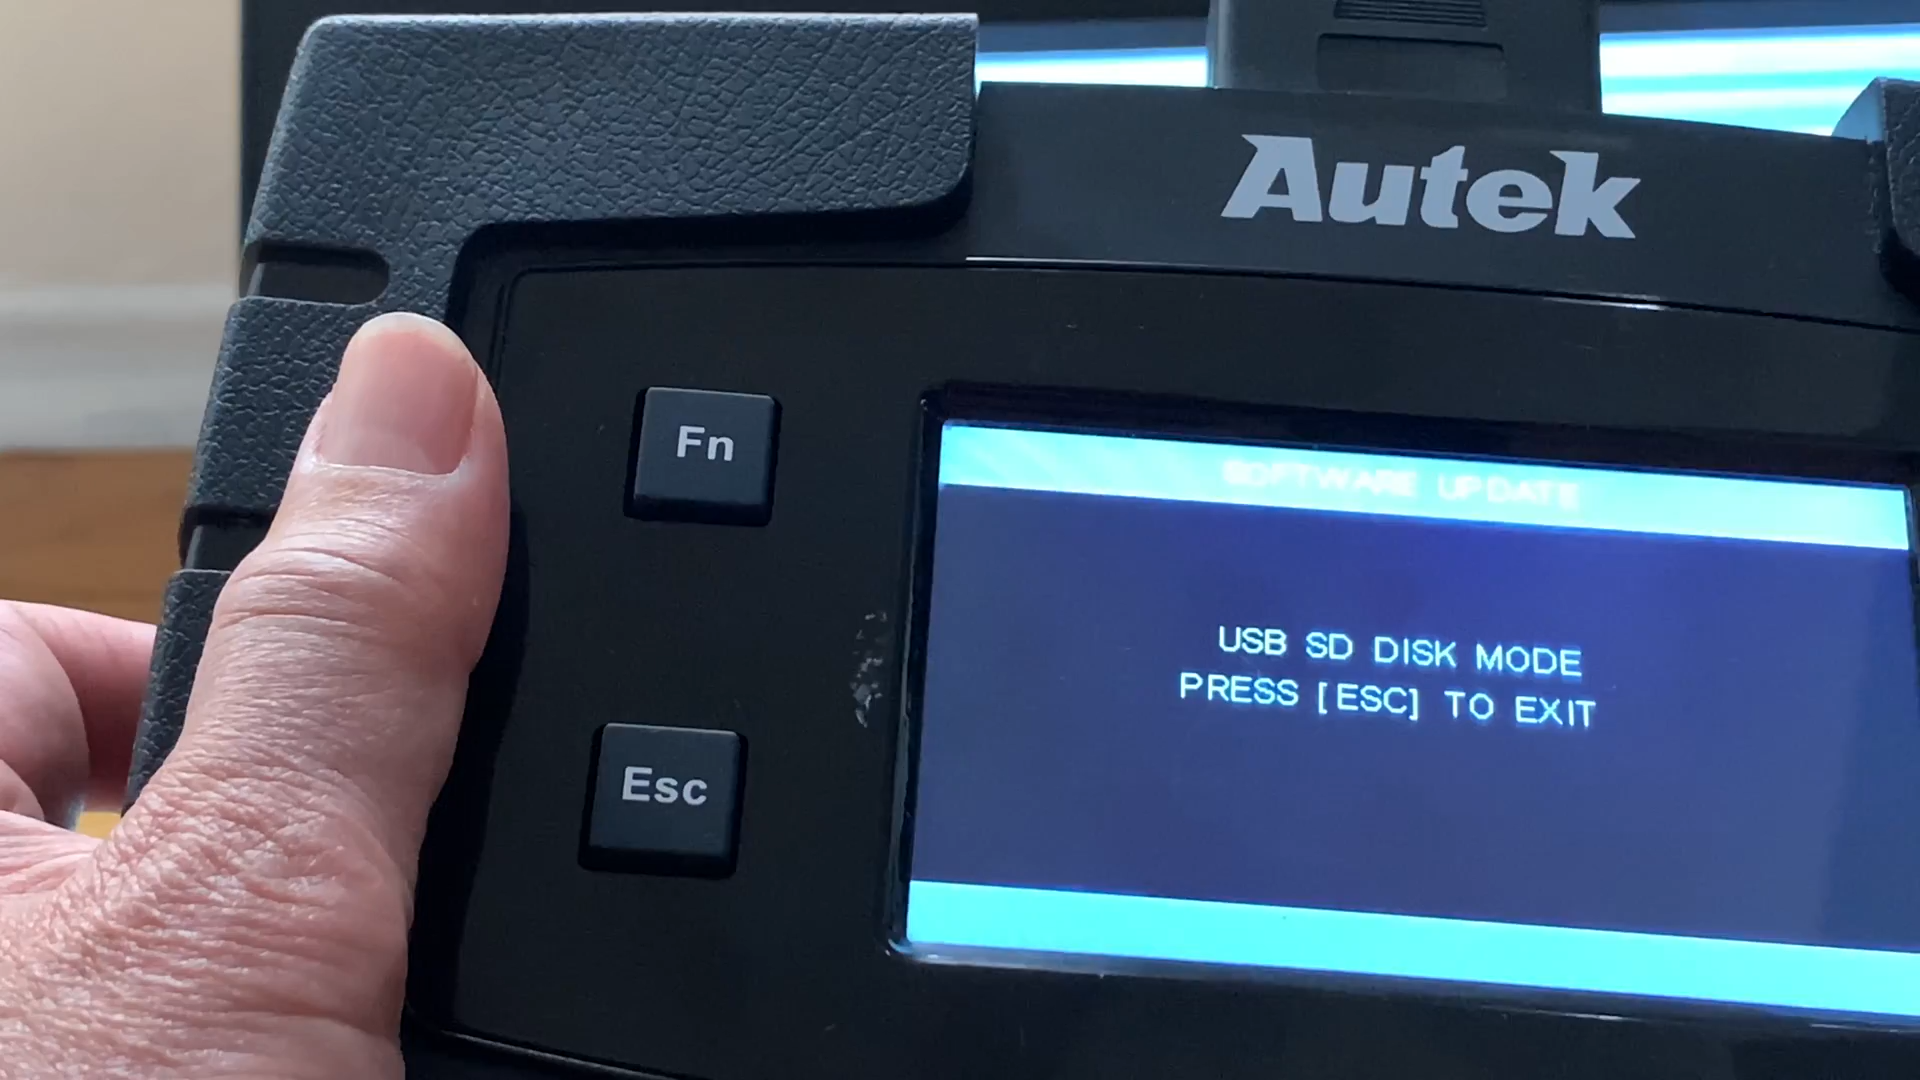 Autek
Fn
SOFTWARE UPDATE
USB SD DISK MODE
PRESS [ESC] TO EXIT
Esc